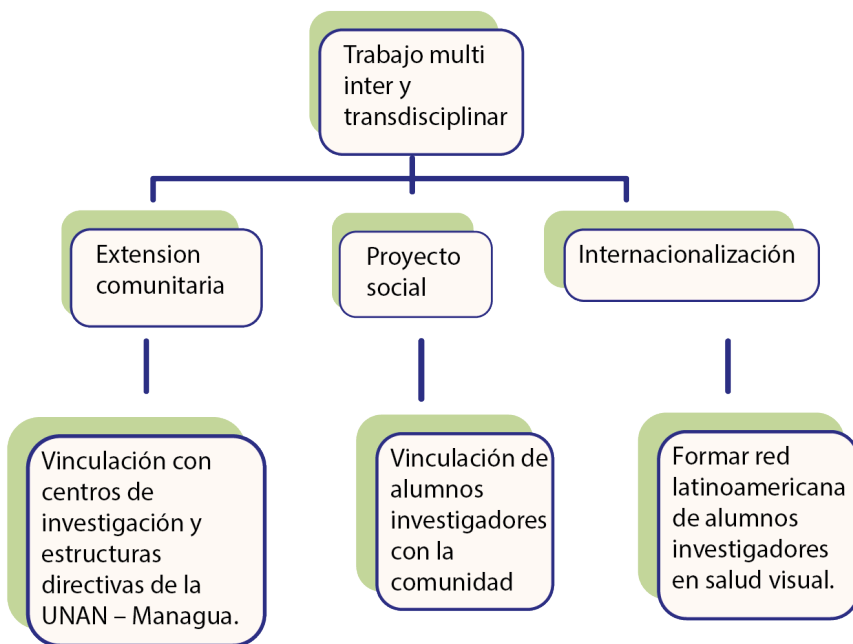 Trabajo multi
inter y
transdisciplinar
Extension
comunitaria
Proyecto
social
Internacionalización
Vinculación con
centros de
investigación y
estructuras
directivas de la
UNAN – Managua.
Vinculación de
alumnos
investigadores
con la
comunidad
Formar red
latinoamericana
de alumnos
investigadores
en salud visual.